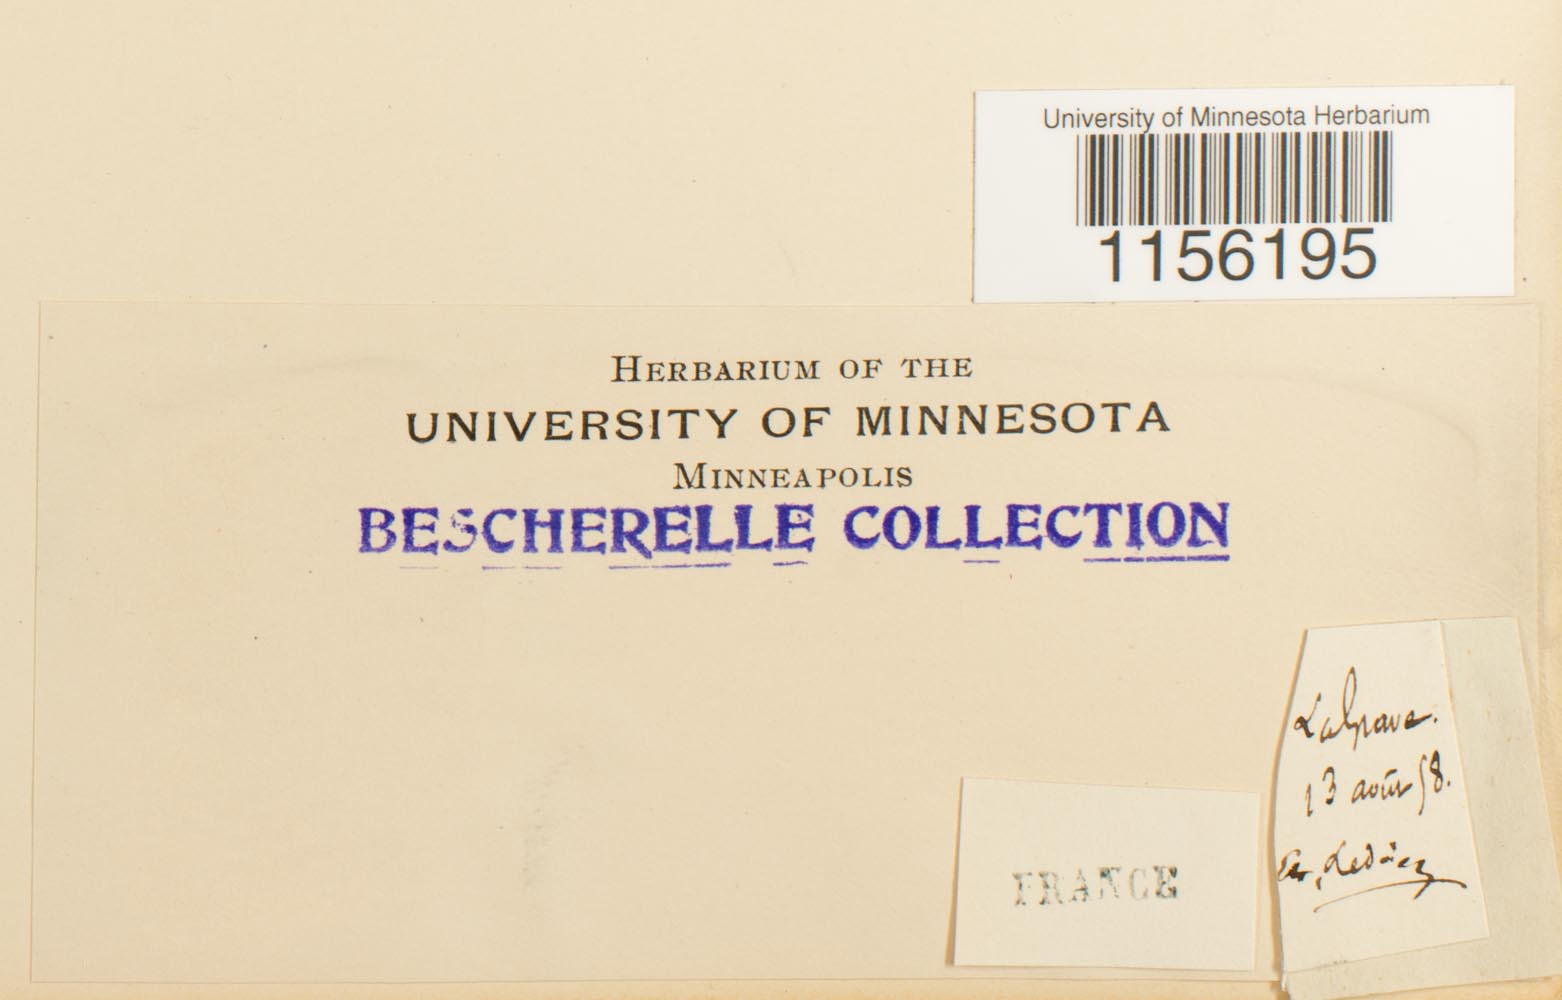 University of Minnesota Herbarium
1156195
HERBARIUM OF THE
UNIVERSITY OF MINNESOTA
MINNEAPOLIS
BESCHERELLE COLLECTION
FRANCE
13 août 58.